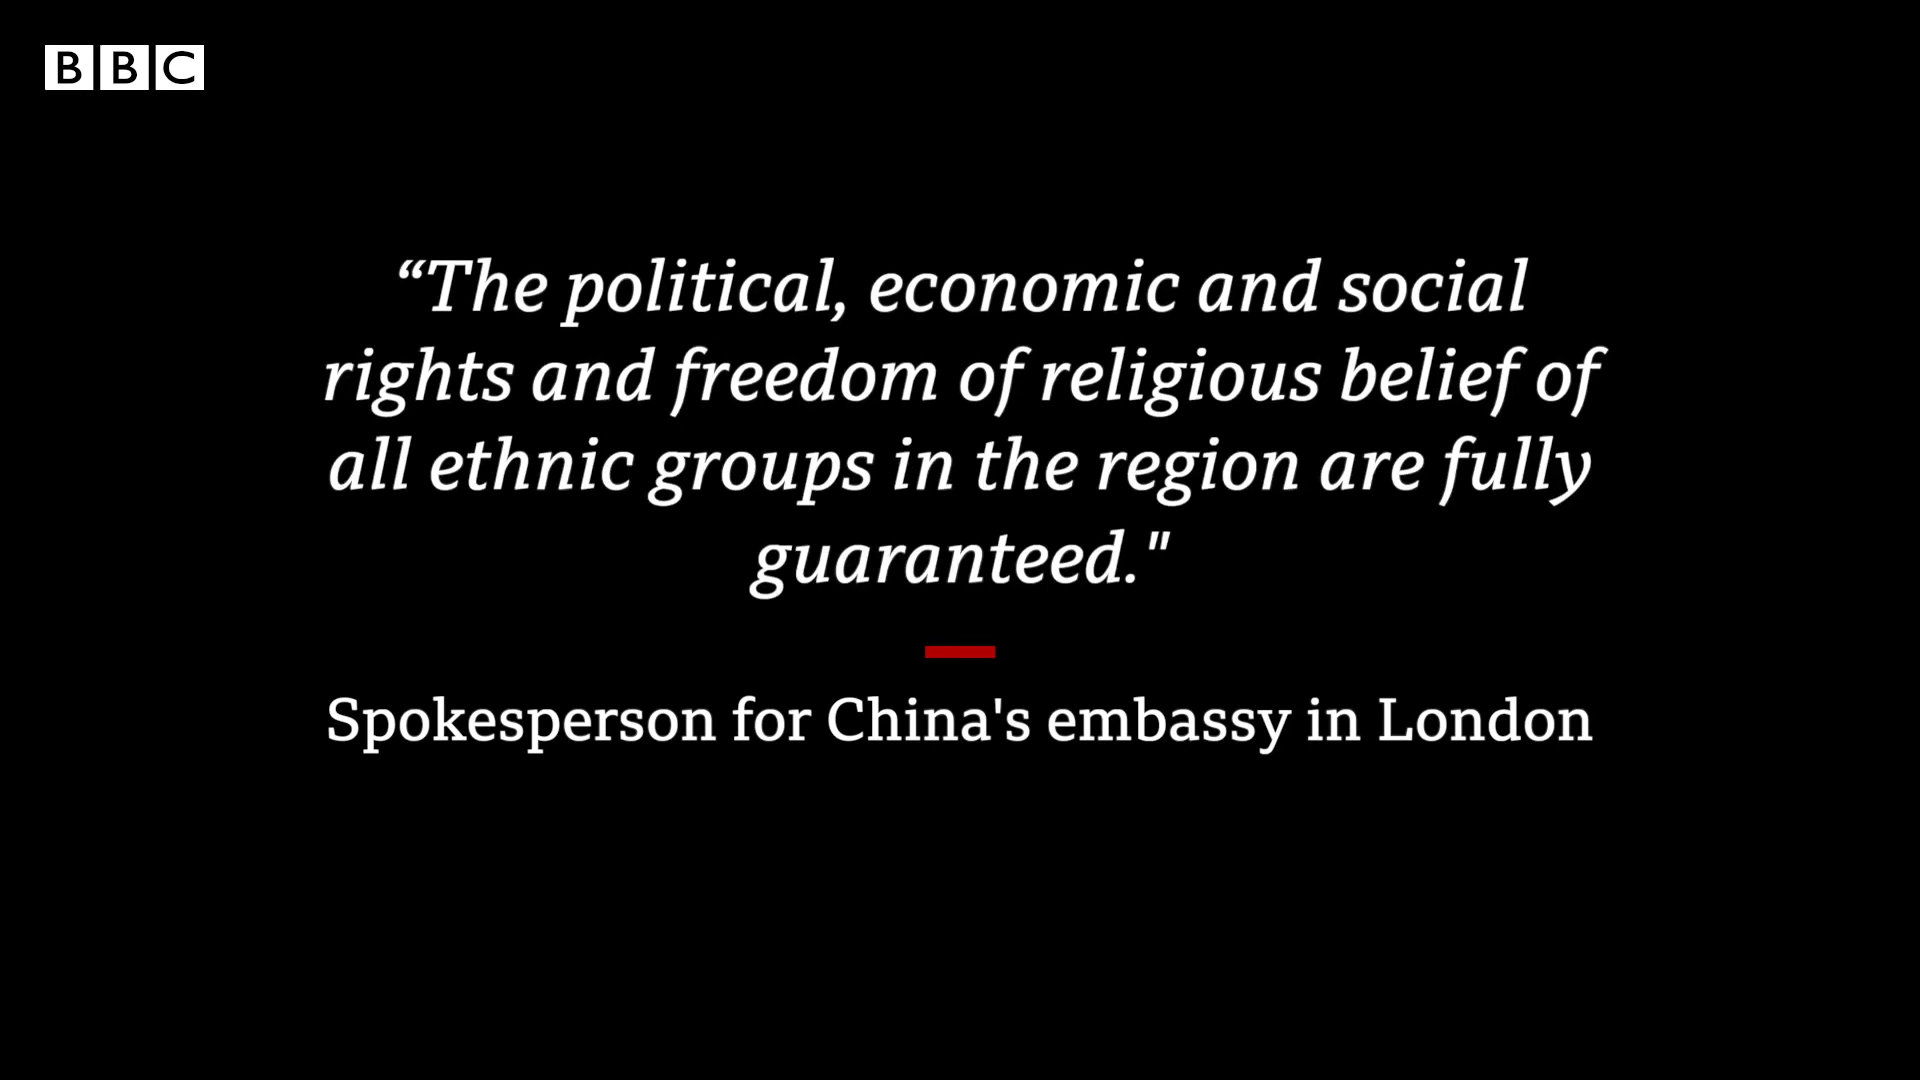 BBC
“The political, economic and social
rights and freedom of religious belief of
all ethnic groups in the region are fully
guaranteed."
Spokesperson for China's embassy in London